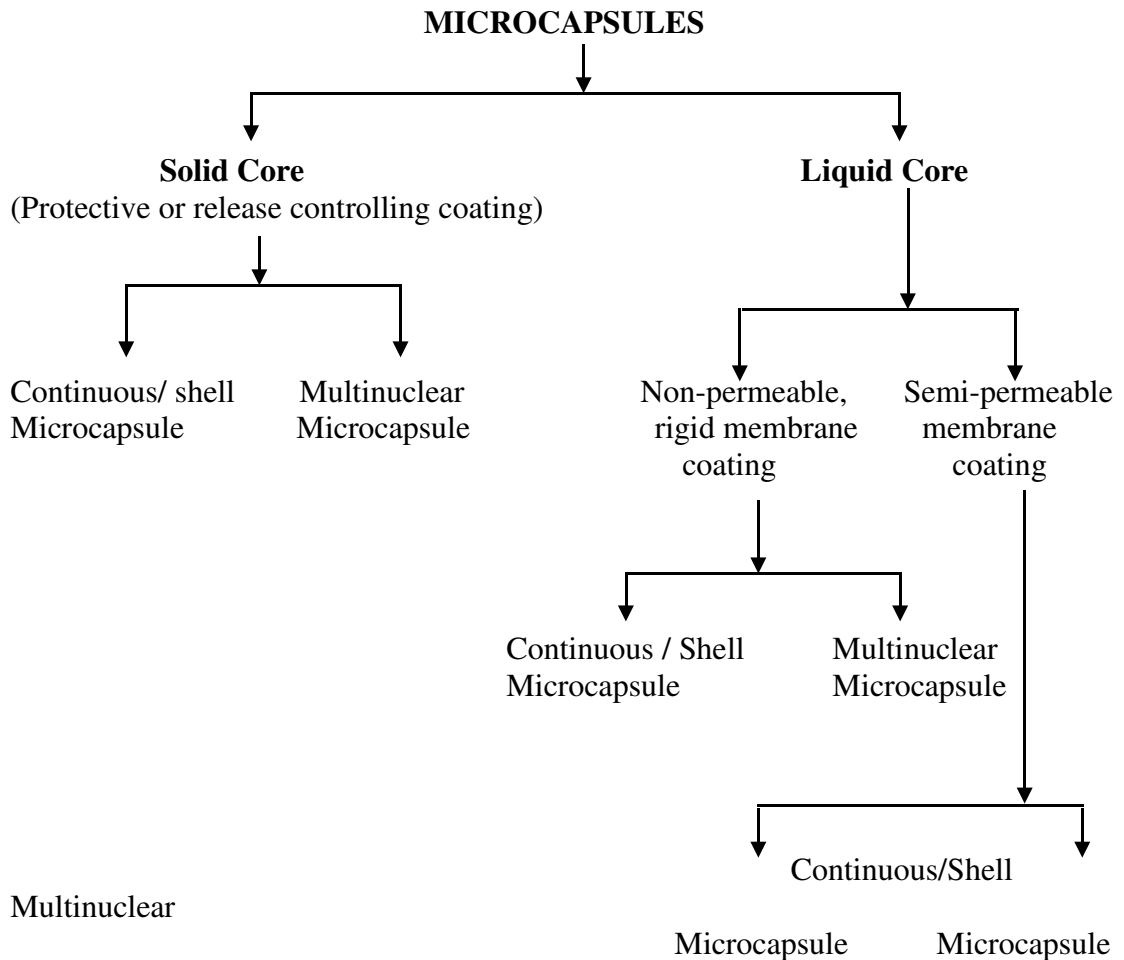 MICROCAPSULES
Solid Core
Liquid Core
(Protective or release controlling coating)
Continuous/ shell
Microcapsule
Multinuclear
Microcapsule
Non-permeable,
rigid membrane
coating
Semi-permeable
membrane
coating
Continuous / Shell
Microcapsule
Multinuclear
Microcapsule
Continuous/Shell
Multinuclear
Microcapsule
Microcapsule